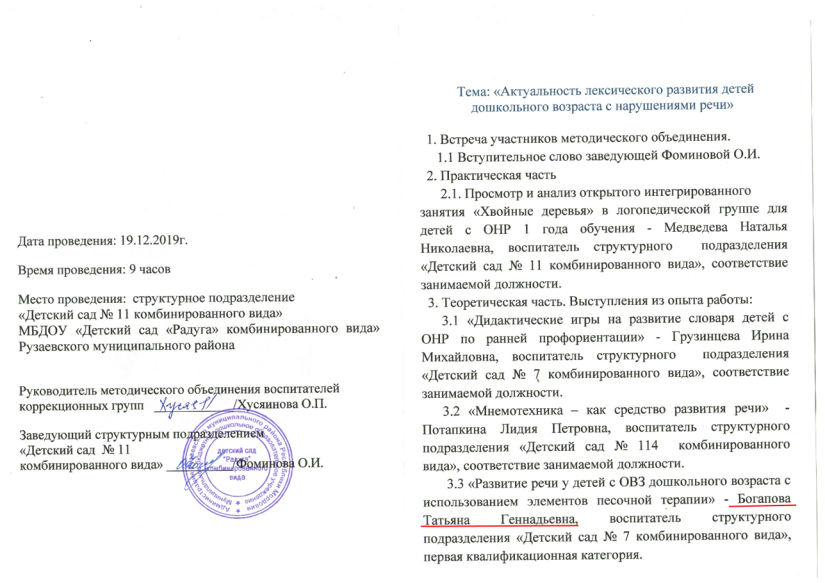 Дата проведения: 19.12.2019г.
Время проведения: 9 часов
Место проведения: структурное подразделение
«Детский сад № 11 комбинированного вида»
МБДОУ «Детский сад «Радуга» комбинированного вида»
Рузаевского муниципального района
Руководитель методического объединения воспитателей
коррекционных групп /Хусяинова О.П.
Заведующий структурным подразделением
«Детский сад № 11
комбинированного вида» /Фоминова О.И.
детский сад
"Радуга"
комбинированного
вида
Тема: «Актуальность лексического развития детей
дошкольного возраста с нарушениями речи»
1. Встреча участников методического объединения.
1.1 Вступительное слово заведующей Фоминовой О.И.
2. Практическая часть
2.1. Просмотр и анализ открытого интегрированного
занятия «Хвойные деревья» в логопедической группе для
детей с ОНР 1 года обучения - Медведева Наталья
Николаевна, воспитатель структурного подразделения
«Детский сад № 11 комбинированного вида», соответствие
занимаемой должности.
3. Теоретическая часть. Выступления из опыта работы:
3.1 «Дидактические игры на развитие словаря детей с
ОНР по ранней профориентации» - Грузинцева Ирина
Михайловна, воспитатель структурного подразделения
«Детский сад № 7 комбинированного вида», соответствие
занимаемой должности.
3.2 «Мнемотехника – как средство развития речи» -
Потапкина Лидия Петровна, воспитатель структурного
подразделения «Детский сад № 114 комбинированного
вида», соответствие занимаемой должности.
3.3 «Развитие речи у детей с ОВЗ дошкольного возраста с
использованием элементов песочной терапии» - Богапова
Татьяна Геннадьевна, воспитатель структурного
подразделения «Детский сад № 7 комбинированного вида»,
первая квалификационная категория.